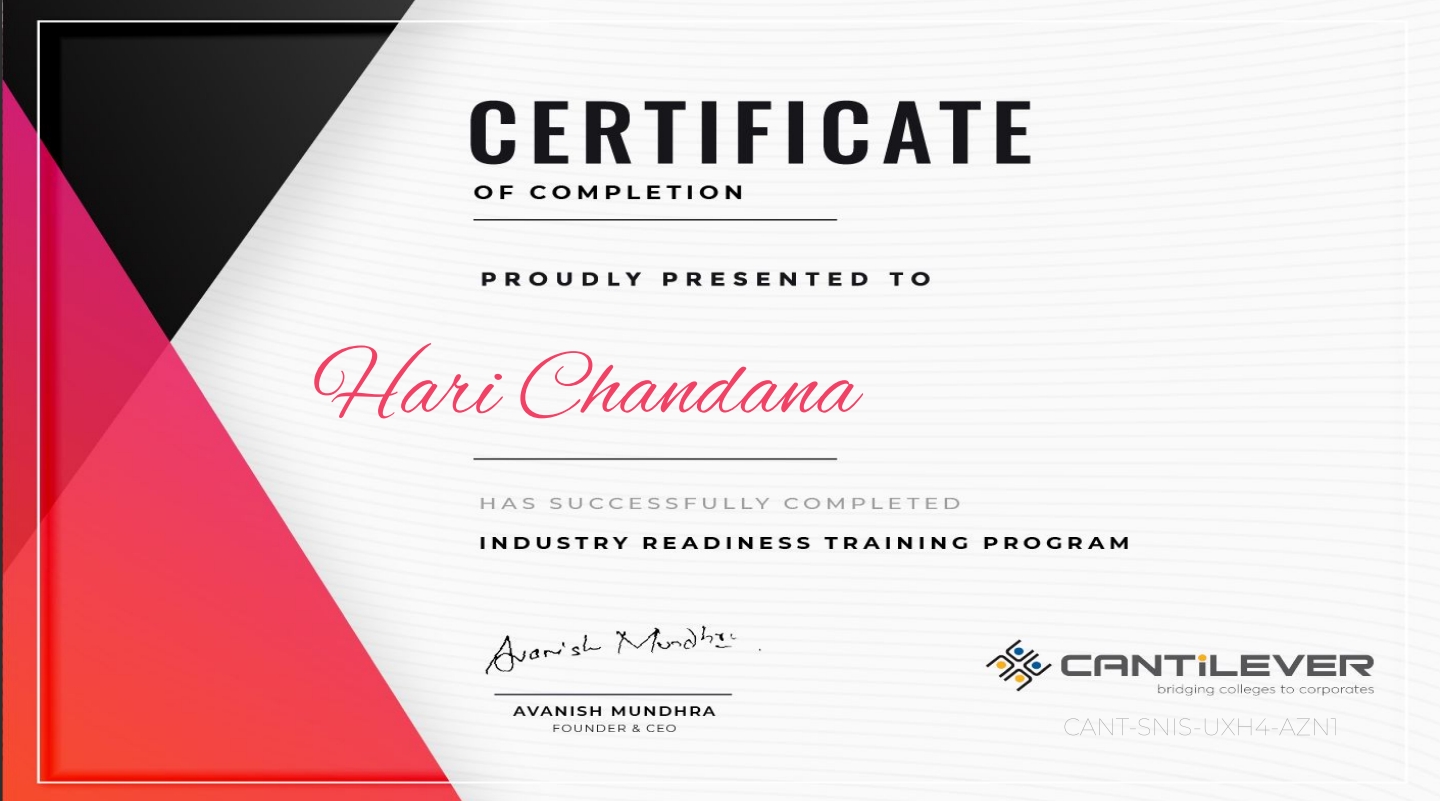 CERTIFICATE
OF COMPLETION
PROUDLY PRESENTED TO
Hari Chandana
HAS SUCCESSFULLY COMPLETED
INDUSTRY READINESS TRAINING PROGRAM
Avanish Mundhra
AVANISH MUNDHRA
FOUNDER & CEO
CANTiLEVER
bridging colleges to corporates
CANT-SNIS-UXH4-AZN1